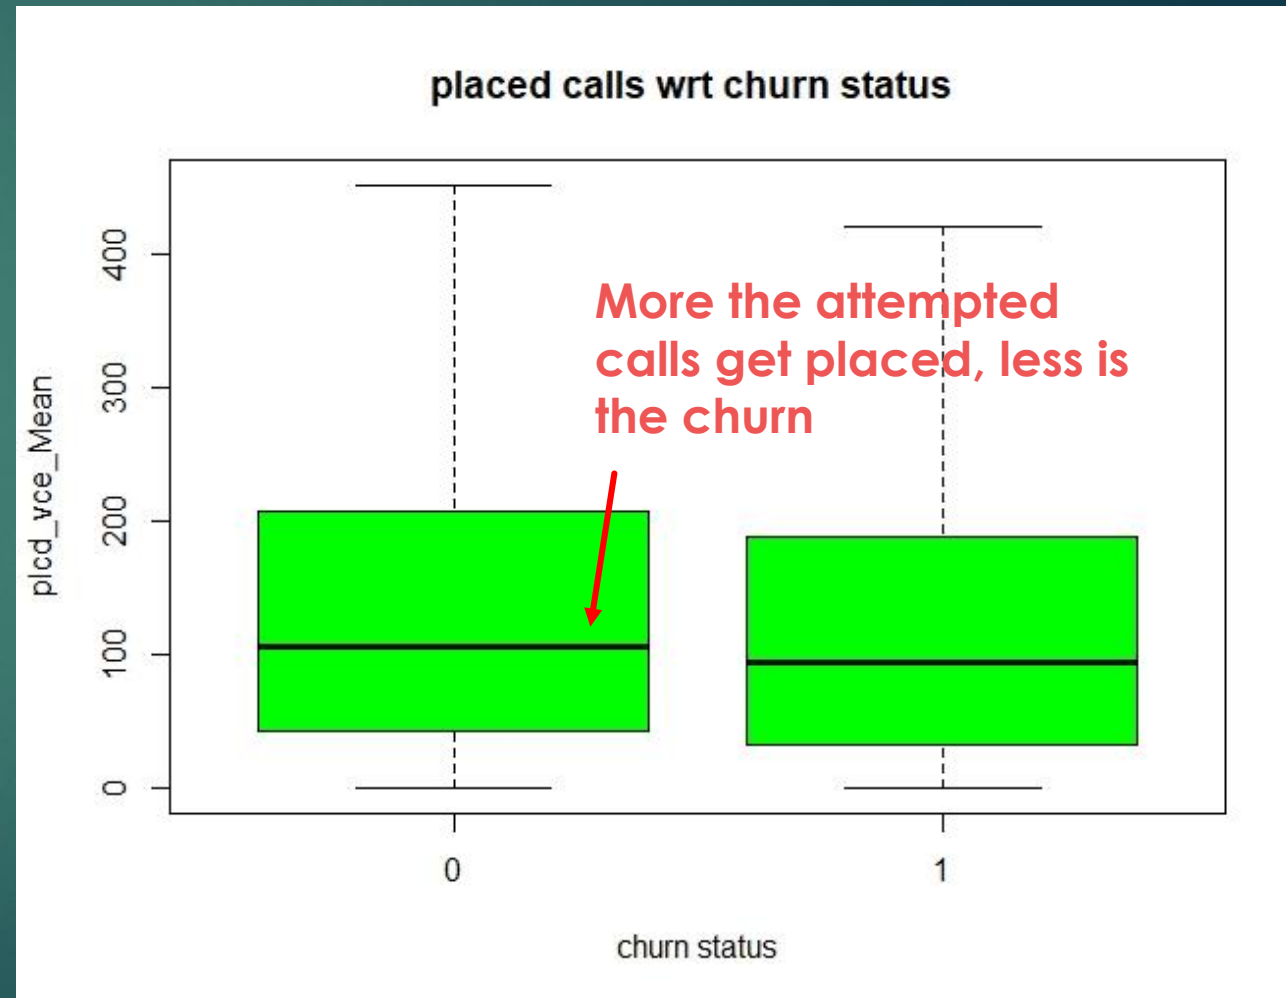 placed calls wrt churn status
More the attempted
calls get placed, less is
the churn
plcd_vce_Mean
400
300
200
100
0
0
1
churn status